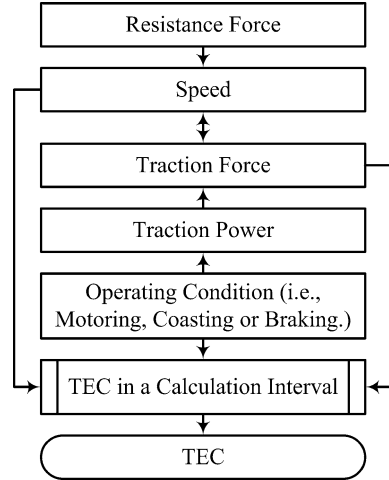 Resistance Force
Speed
Traction Force
Traction Power
Operating Condition (i.e.,
Motoring, Coasting or Braking.)
TEC in a Calculation Interval
TEC